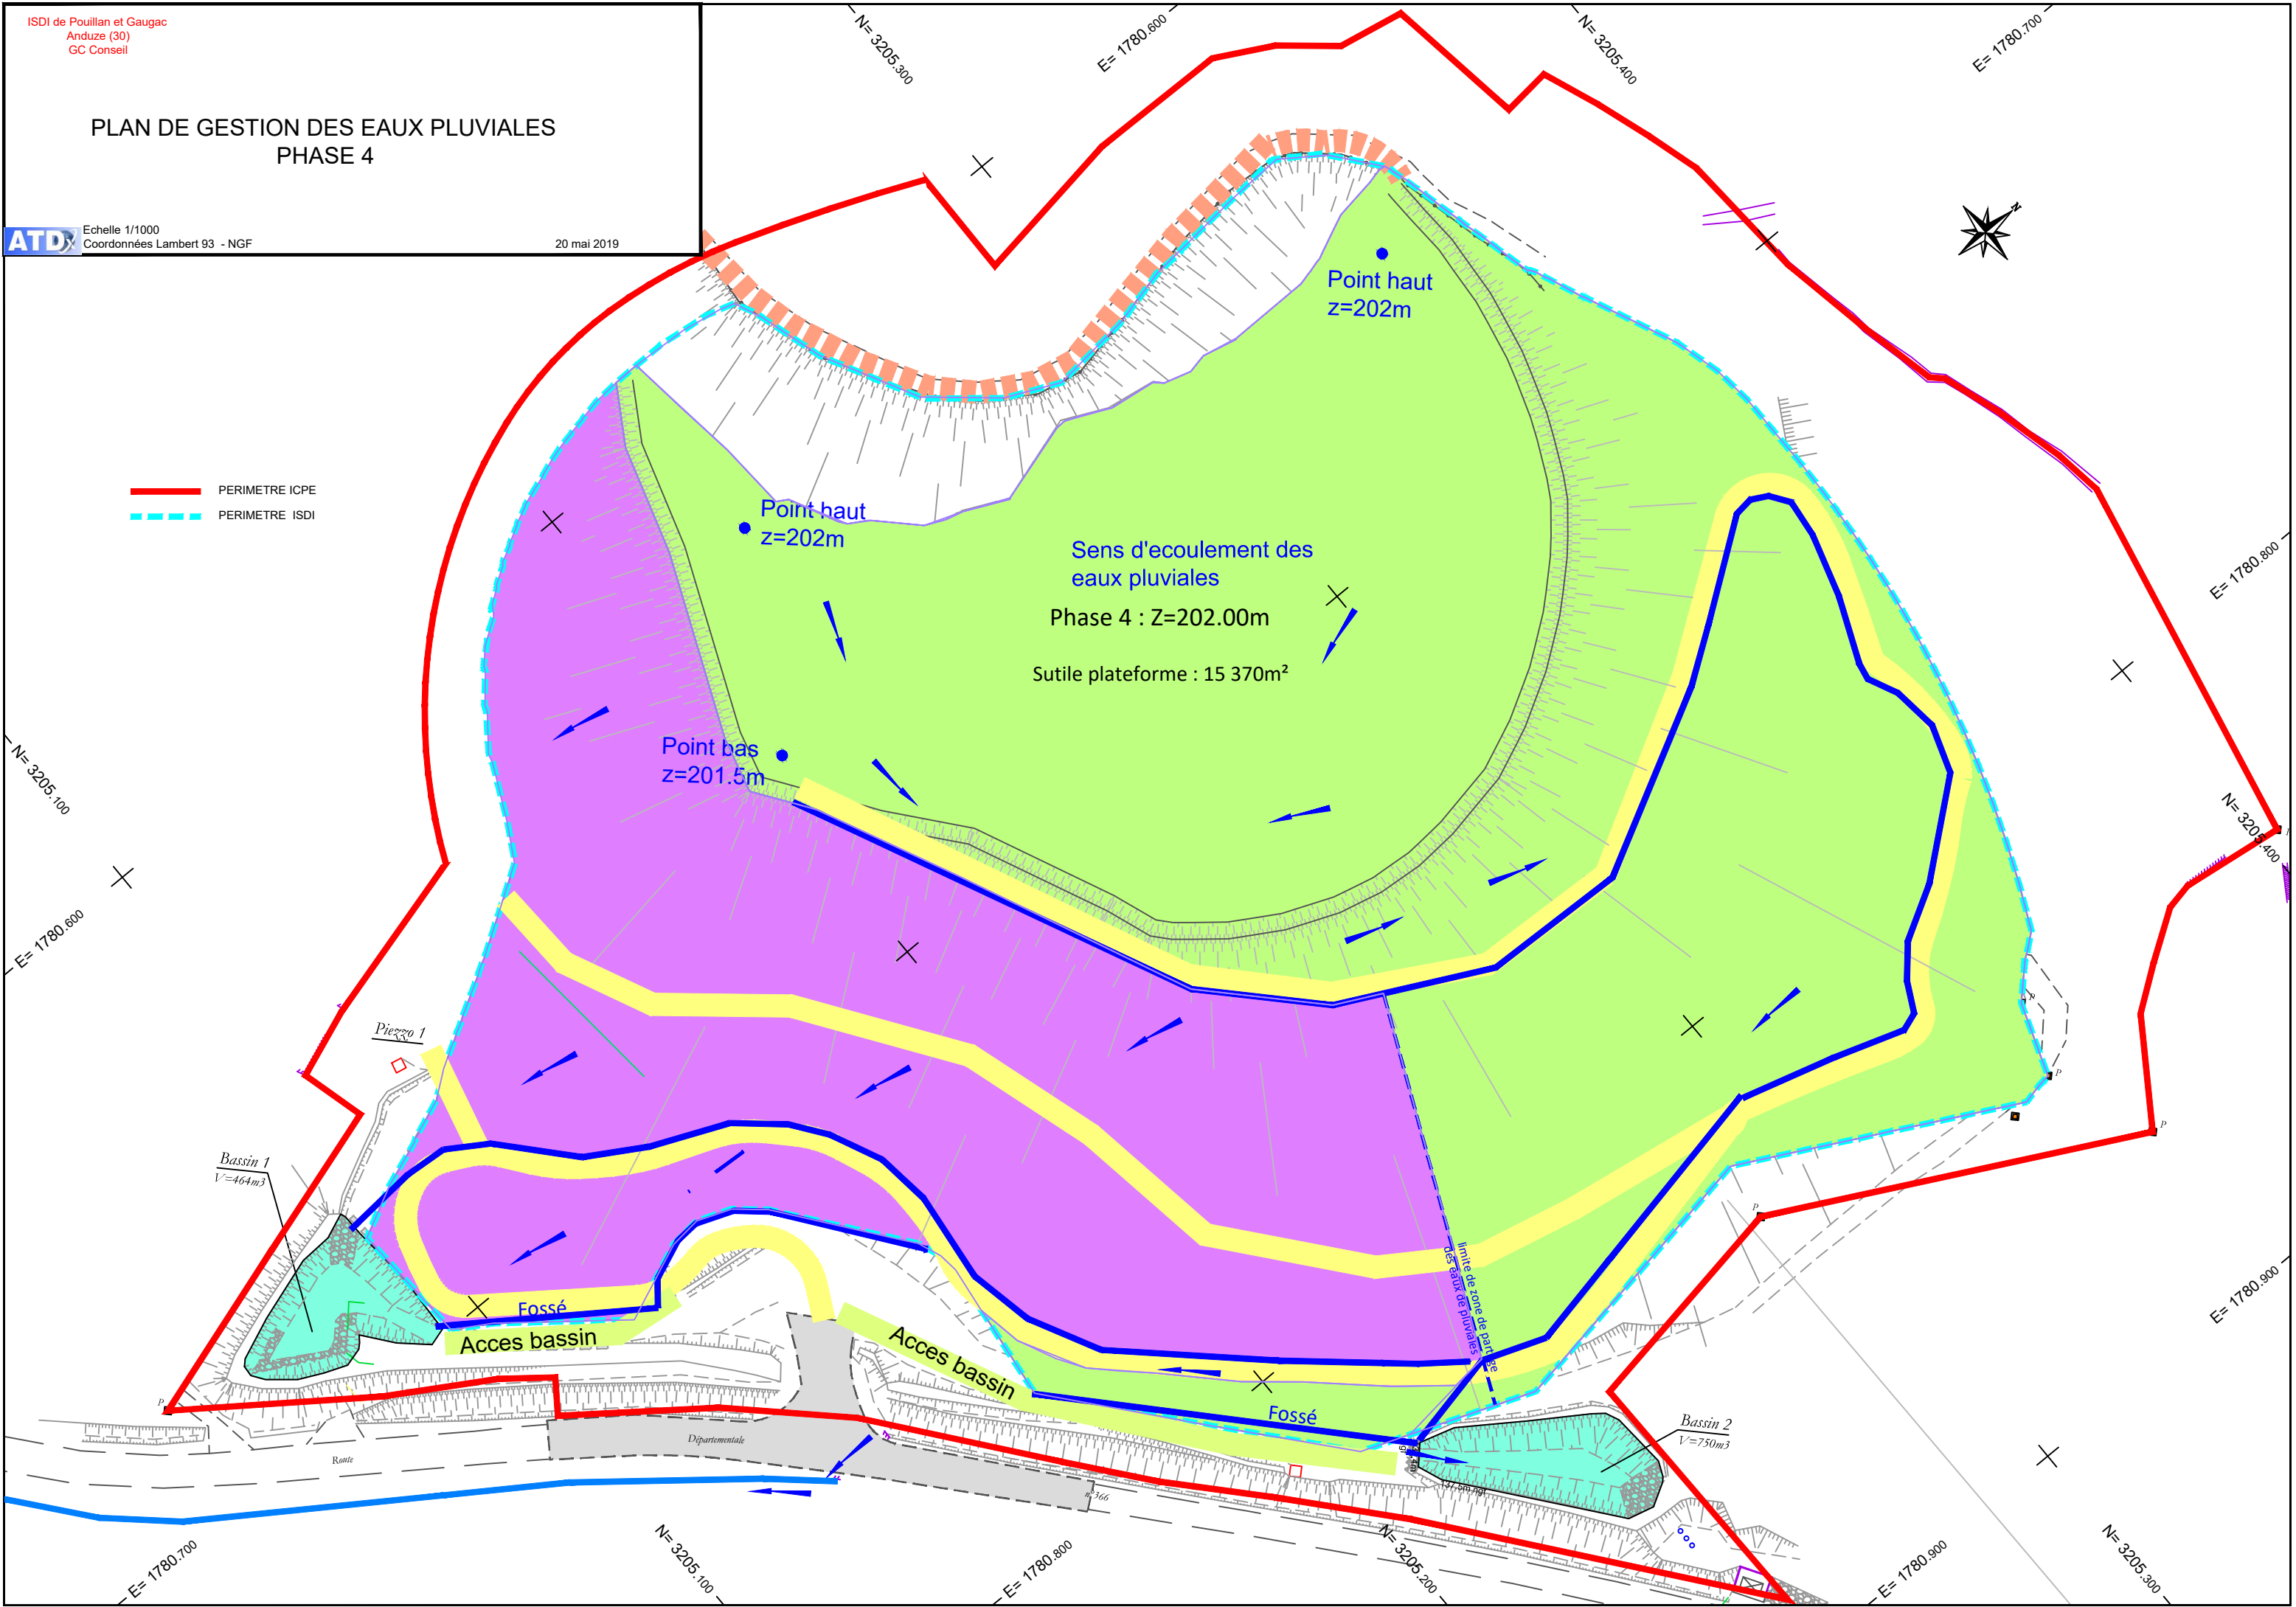 ISDI de Pouillan et Gaugac
Anduze (30)
GC Conseil
PLAN DE GESTION DES EAUX PLUVIALES
PHASE 4
ATDx
Echelle 1/1000
Coordonnées Lambert 93 - NGF
20 mai 2019
N= 3205.300
E= 1780.600
N= 3205.400
E= 1780.700
PERIMETRE ICPE
PERIMETRE ISDI
N
Point haut
z=202m
Point haut
z=202m
Sens d'ecoulement des
eaux pluviales
Phase 4 : Z=202.00m
Sutile plateforme : 15 370m²
Point bas
z=201.5m
E= 1780.800
N= 3205.100
N= 3205.400
E= 1780.600
Piezzo 1
P
P
P
P
Bassin 1
V=464m3
limite de zone de partage
des eaux de pluviales
E= 1780.900
Fossé
Acces bassin
Acces bassin
Fossé
P
Bassin 2
V=750m3
Départementale
Route
n°366
E= 1780.700
N= 3205.100
E= 1780.800
N= 3205.200
E= 1780.900
N= 3205.300